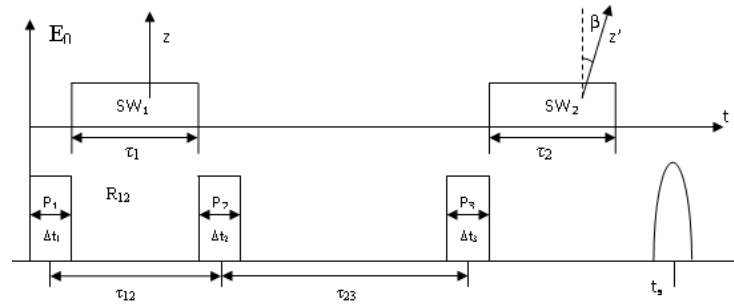 E₀ z β z'
SW₁ SW₂ t
τ₁ τ₂
P₁ R₁₂ P₂ P₃
Δt₁ Δt₂ Δt₃
τ₁₂ τ₂₃ tₛ